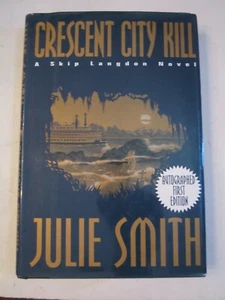 CRESCENT CITY KILL
A Skip Langdon Novel
AUTOGRAPHED
FIRST
EDITION
JULIE SMITH